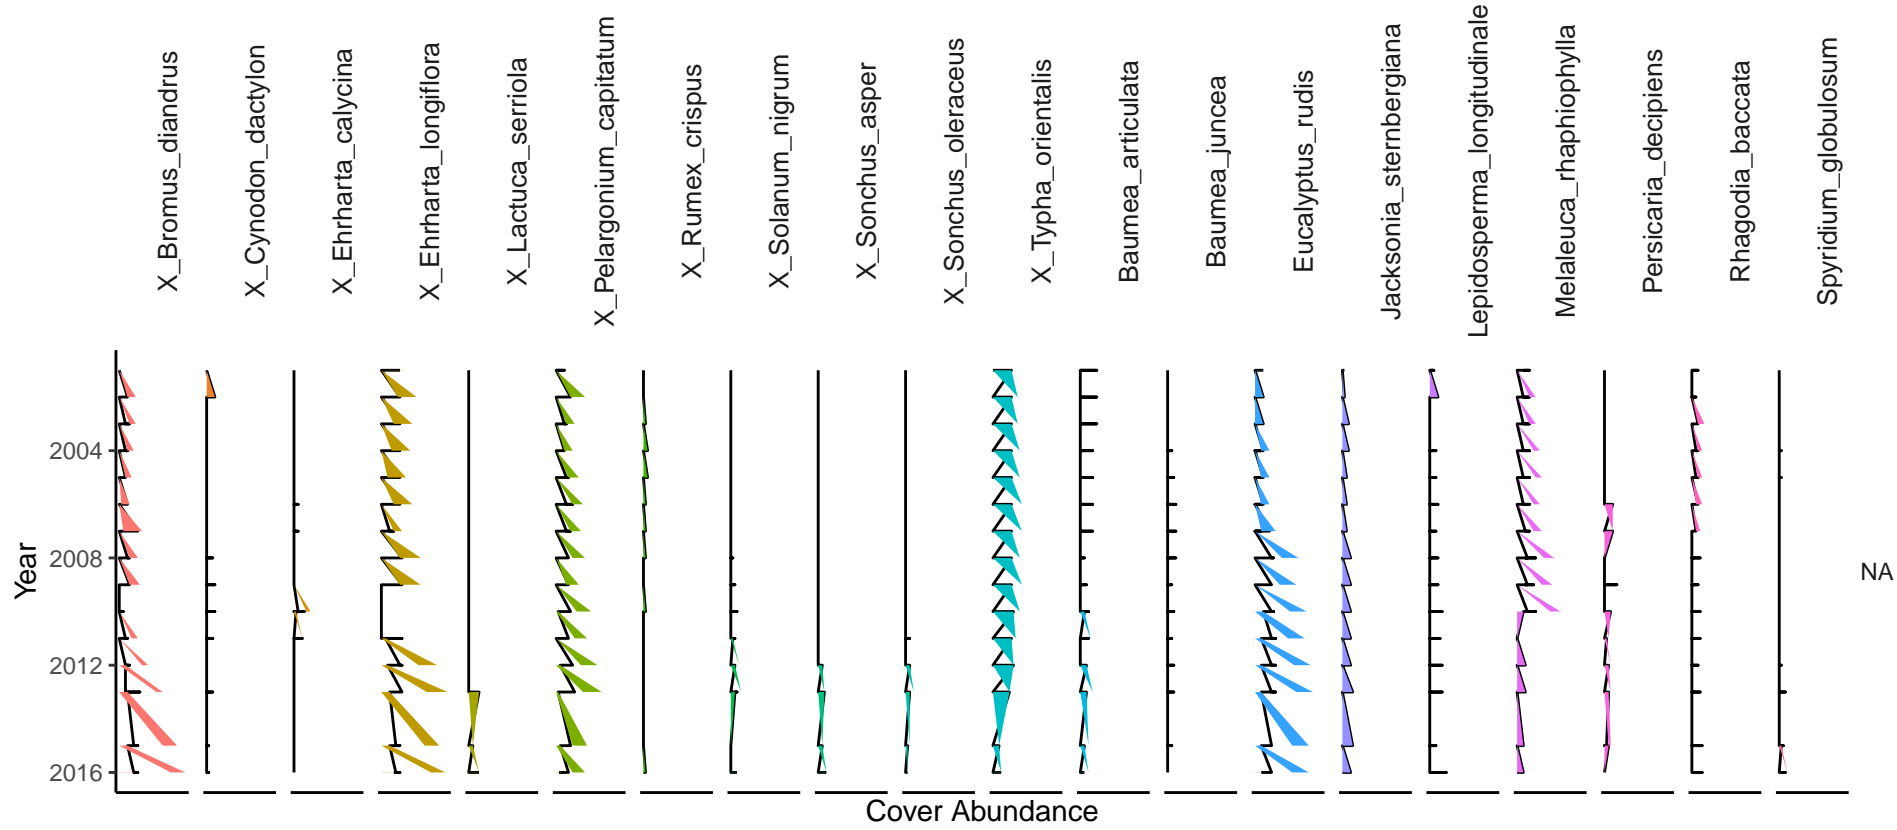 X_Bromus_diandrus
X_Cynodon_dactylon
X_Ehrharta_calycina
X_Ehrharta_longiflora
X_Lactuca_serriola
X_Pelargonium_capitatum
X_Rumex_crispus
X_Solanum_nigrum
X_Sonchus_asper
X_Sonchus_oleraceus
X_Typha_orientalis
Baumea_articulata
Baumea_juncea
Eucalyptus_rudis
Jacksonia_sternbergiana
Lepidosperma_longitudinale
Melaleuca_rhaphiophylla
Persicaria_decipiens
Rhagodia_baccata
Spyridium_globulosum
Year
2004
2008
2012
2016
NA
Cover Abundance